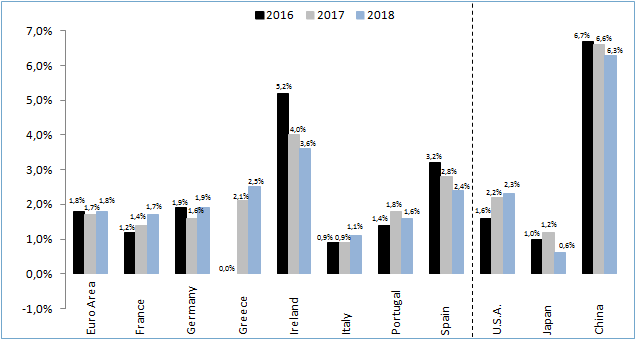 2016 2017 2018
7,0%
6,0%
5,0%
4,0%
3,0%
2,0%
1,0%
0,0%
-1,0%
1,8% 1,7% 1,8%
1,2% 1,4% 1,7%
1,9% 1,6% 1,9%
0,0% 2,1% 2,5%
5,2% 4,0% 3,6%
0,9% 0,9% 1,1%
1,4% 1,8% 1,6%
3,2% 2,8% 2,4%
1,6% 2,2% 2,3%
1,0% 1,2% 0,6%
6,7% 6,6% 6,3%
Euro Area
France
Germany
Greece
Ireland
Italy
Portugal
Spain
U.S.A.
Japan
China